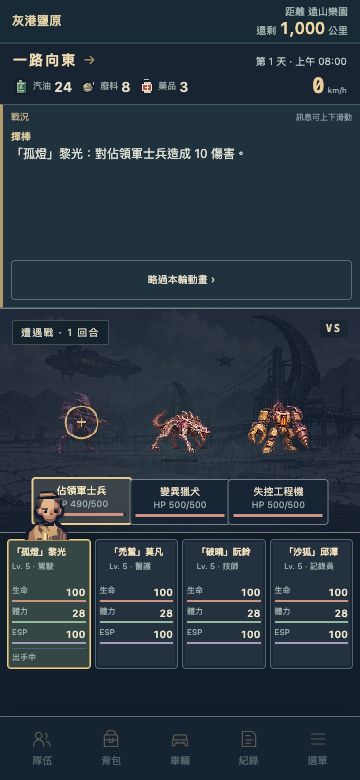 灰港鹽原
距離 遠山樂園
還剩 1,000 公里
一路向東 →
第 1 天 · 上午 08:00
汽油 24 廢料 8 藥品 3
0 km/h
戰況
訊息可上下滑動
揮棒
「孤燈」黎光：對佔領軍士兵造成 10 傷害。
略過本輪動畫 ›
遭遇戰 · 1 回合
VS
佔領軍士兵 變異獵犬 失控工程機
HP 490/500 HP 500/500 HP 500/500
「孤燈」黎光 「禿鷲」莫凡 「破曉」阮鈴 「沙狐」邱澤
Lv. 5 · 駕駛 Lv. 5 · 醫護 Lv. 5 · 技師 Lv. 5 · 記錄員
生命 100 生命 100 生命 100 生命 100
體力 28 體力 28 體力 28 體力 28
ESP 100 ESP 100 ESP 100 ESP 100
出手中
隊伍 背包 車輛 紀錄 選單